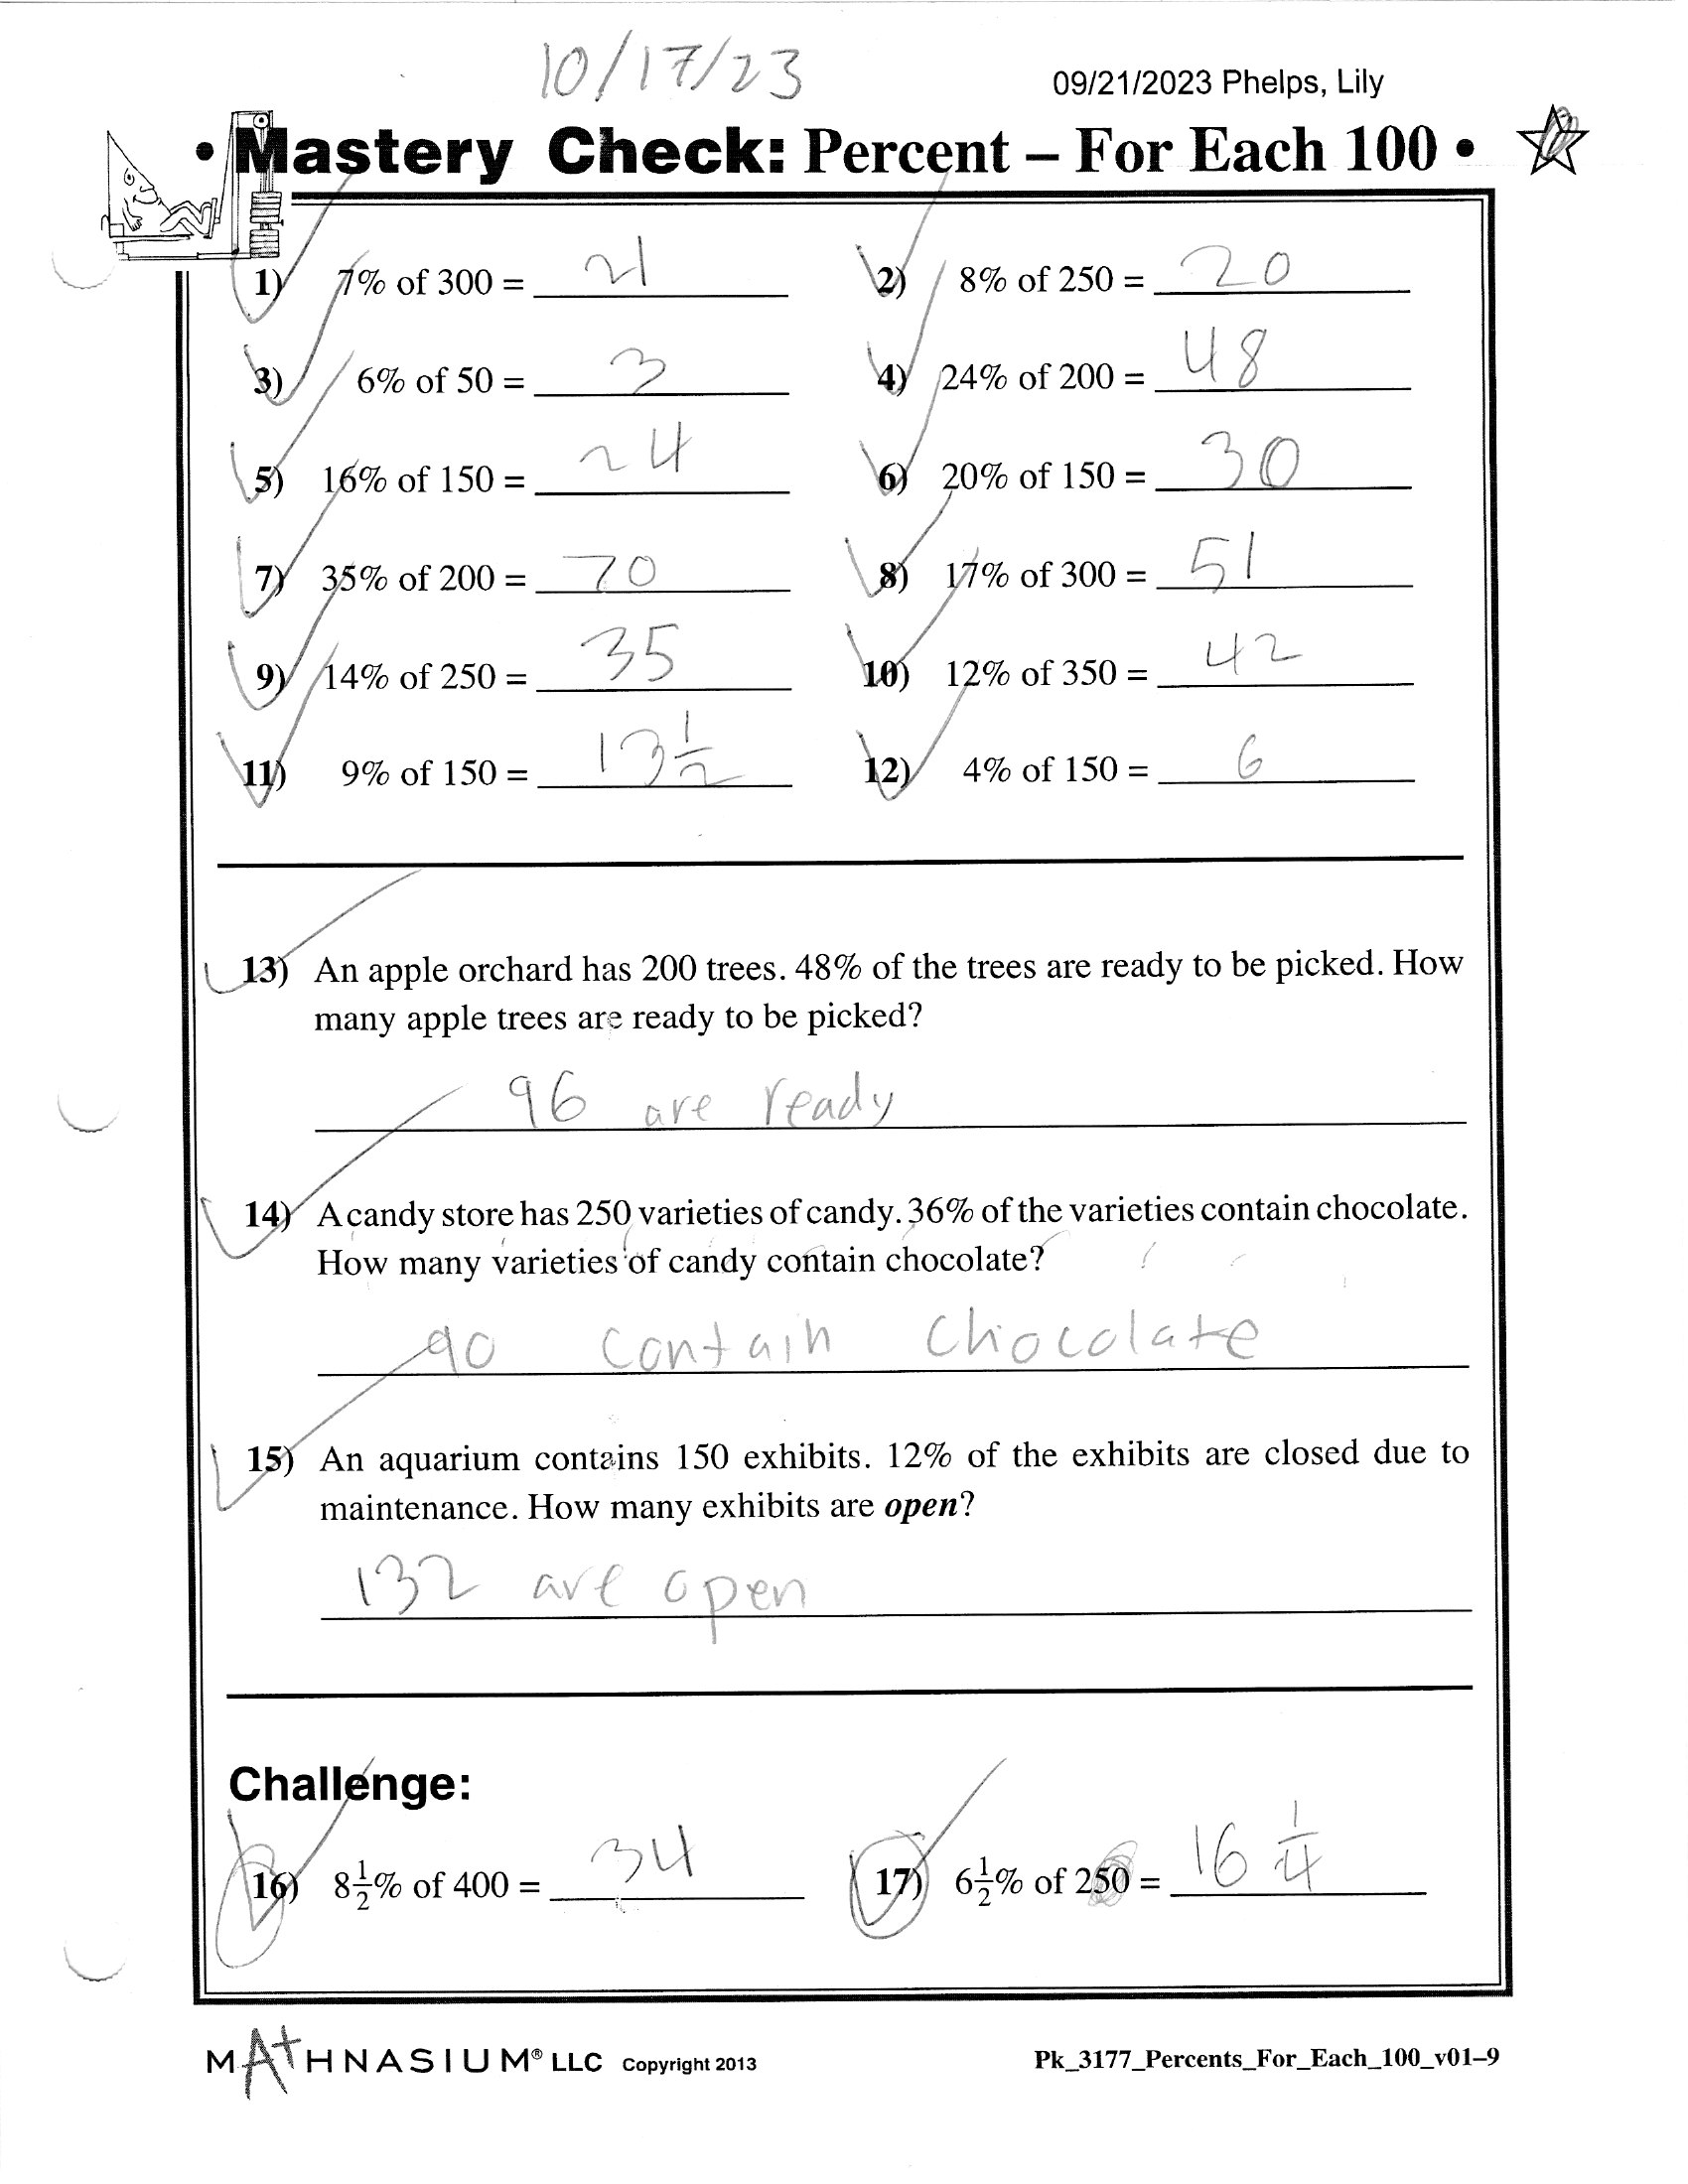 10/17/23
09/21/2023 Phelps, Lily
• Mastery Check: Percent – For Each 100 •
1) 7% of 300 = 21
2) 8% of 250 = 20
3) 6% of 50 = 3
4) 24% of 200 = 48
5) 16% of 150 = 24
6) 20% of 150 = 30
7) 35% of 200 = 70
8) 17% of 300 = 51
9) 14% of 250 = 35
10) 12% of 350 = 42
11) 9% of 150 = 13 1/2
12) 4% of 150 = 6
13) An apple orchard has 200 trees. 48% of the trees are ready to be picked. How
many apple trees are ready to be picked?
96 are ready
14) A candy store has 250 varieties of candy. 36% of the varieties contain chocolate.
How many varieties of candy contain chocolate?
90 contain chocolate
15) An aquarium contains 150 exhibits. 12% of the exhibits are closed due to
maintenance. How many exhibits are open?
132 are open
Challenge:
16) 8 1/2% of 400 = 34
17) 6 1/2% of 250 = 16 1/4
MATHNASIUM® LLC Copyright 2013
Pk_3177_Percents_For_Each_100_v01–9